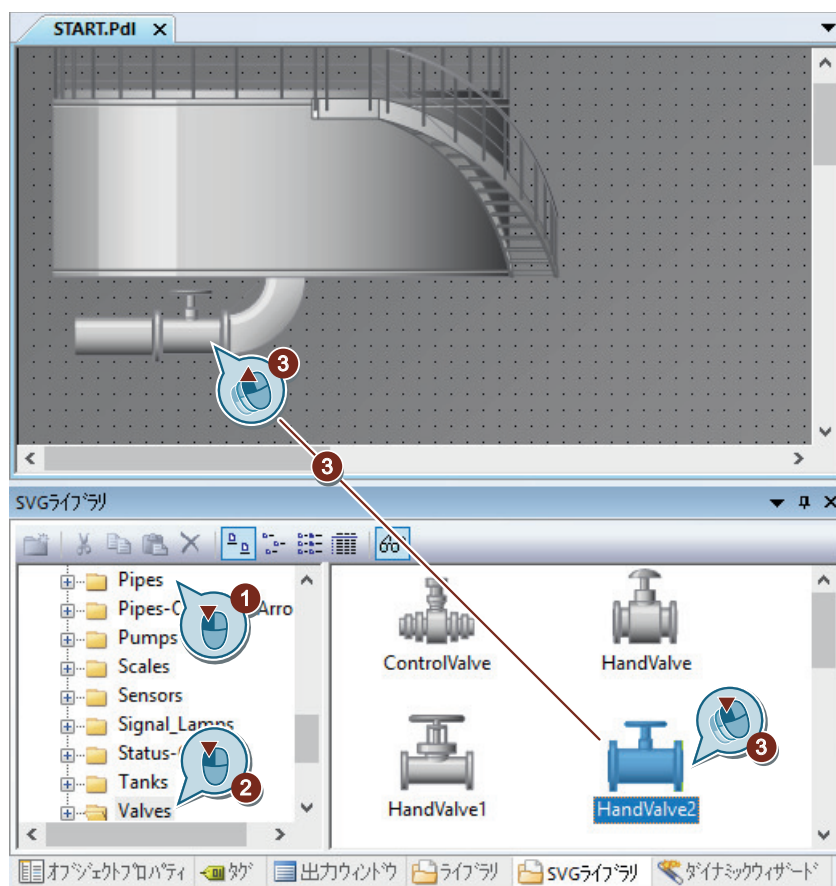 START.Pdl
3
3
SVGライブラリ
Pipes
1
Arro
Pipes-
Pumps
Scales
Sensors
Signal_Lamps
Status-
Tanks
2
Valves
ControlValve
HandValve
HandValve1
3
HandValve2
オブジェクトプロパティ
タグ
出力ウィンドウ
ライブラリ
SVGライブラリ
ダイナミックウィザード